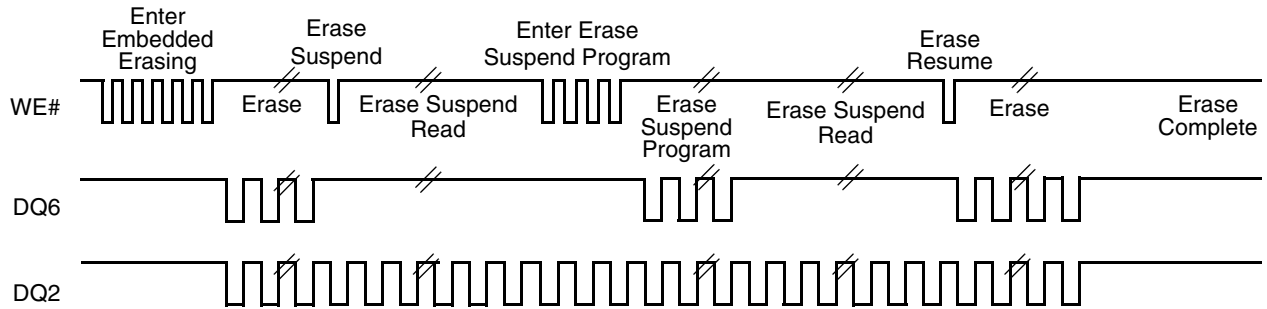 Enter
Embedded
Erasing
Erase
Suspend
Enter Erase
Suspend Program
Erase
Resume
WE#
Erase
Erase Suspend
Read
Erase
Suspend
Program
Erase Suspend
Read
Erase
Erase
Complete
DQ6
DQ2